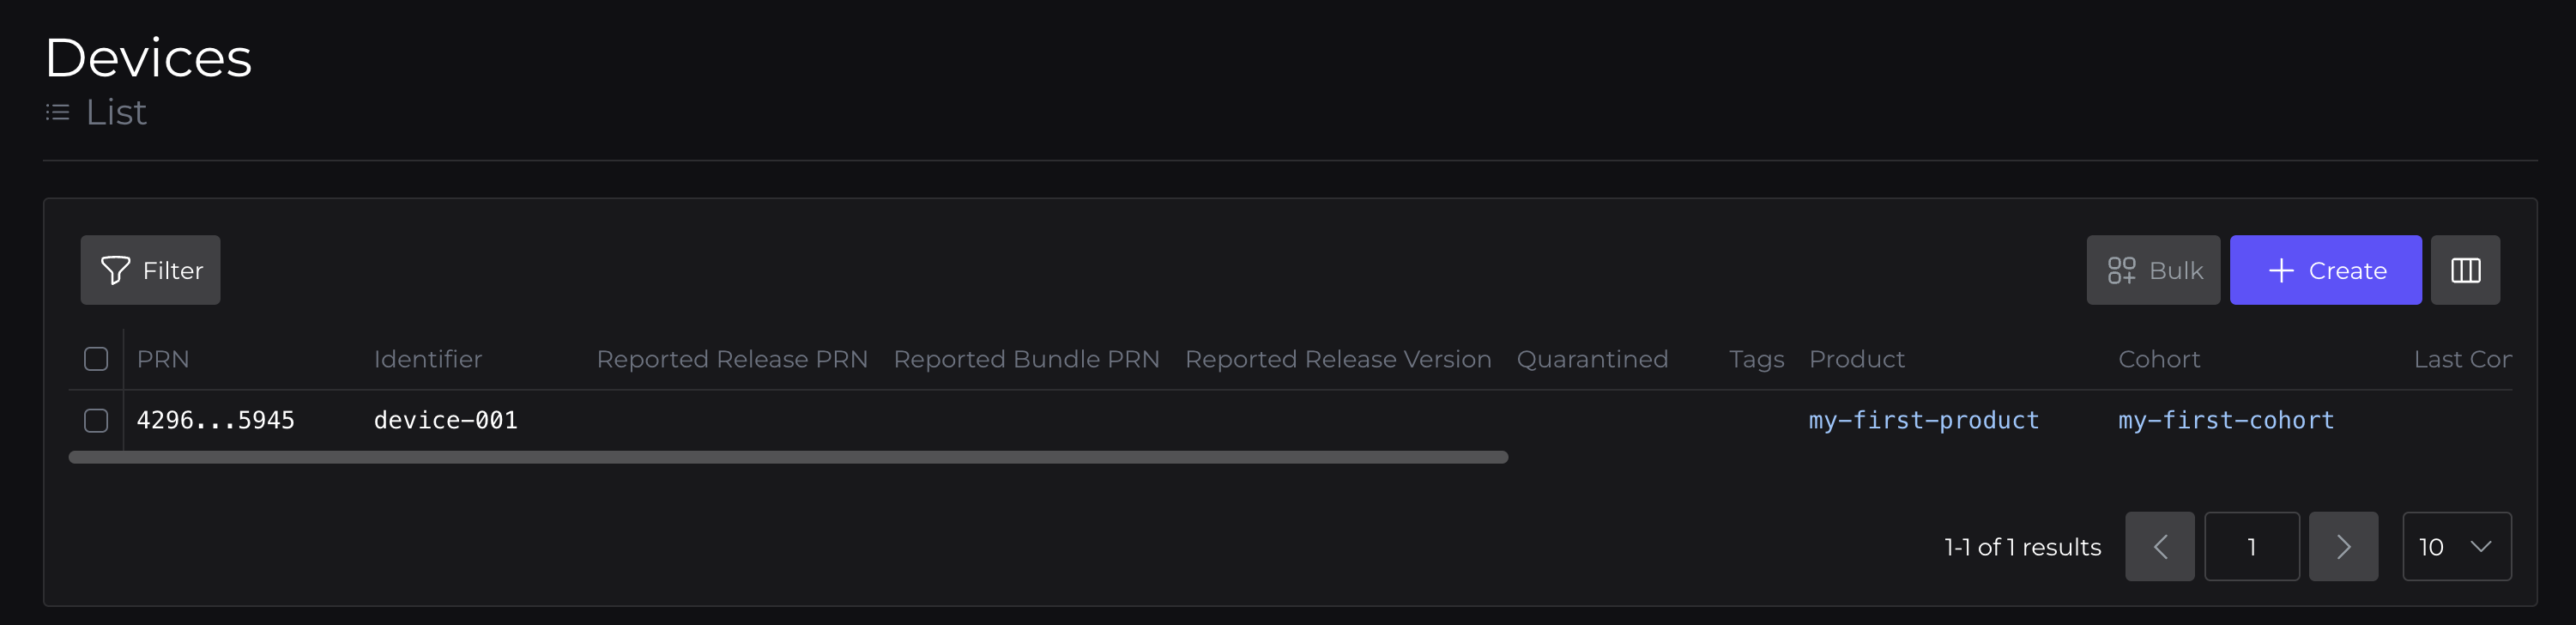 Devices
List
Filter
Bulk
Create
PRN Identifier Reported Release PRN Reported Bundle PRN Reported Release Version Quarantined Tags Product Cohort Last Cor
4296...5945 device-001 my-first-product my-first-cohort
1-1 of 1 results 1 10